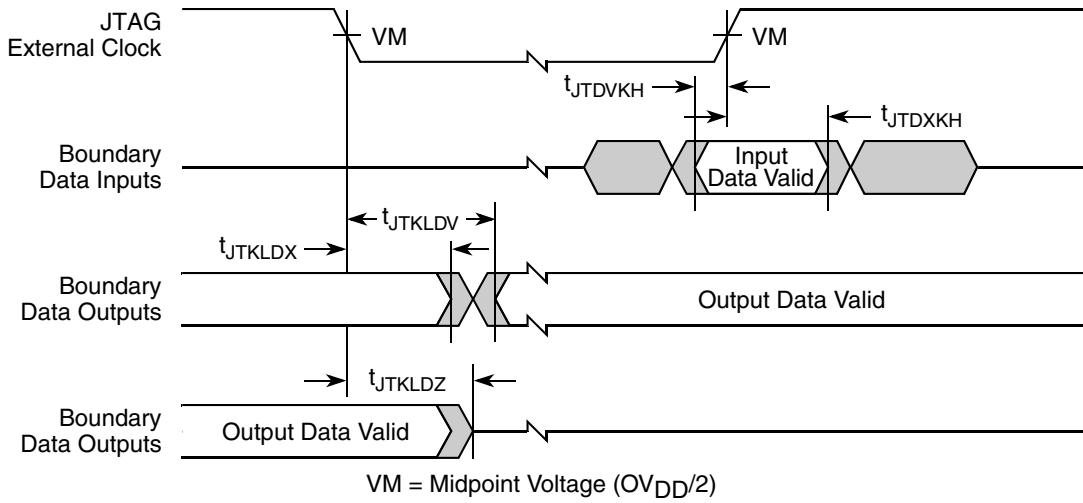 JTAG
External Clock
VM
VM
tJTDVKH
tJTDXKH
Boundary
Data Inputs
Input
Data Valid
tJTKLDV
tJTKLDX
Boundary
Data Outputs
Output Data Valid
tJTKLDZ
Boundary
Data Outputs
Output Data Valid
VM = Midpoint Voltage (OVDD/2)